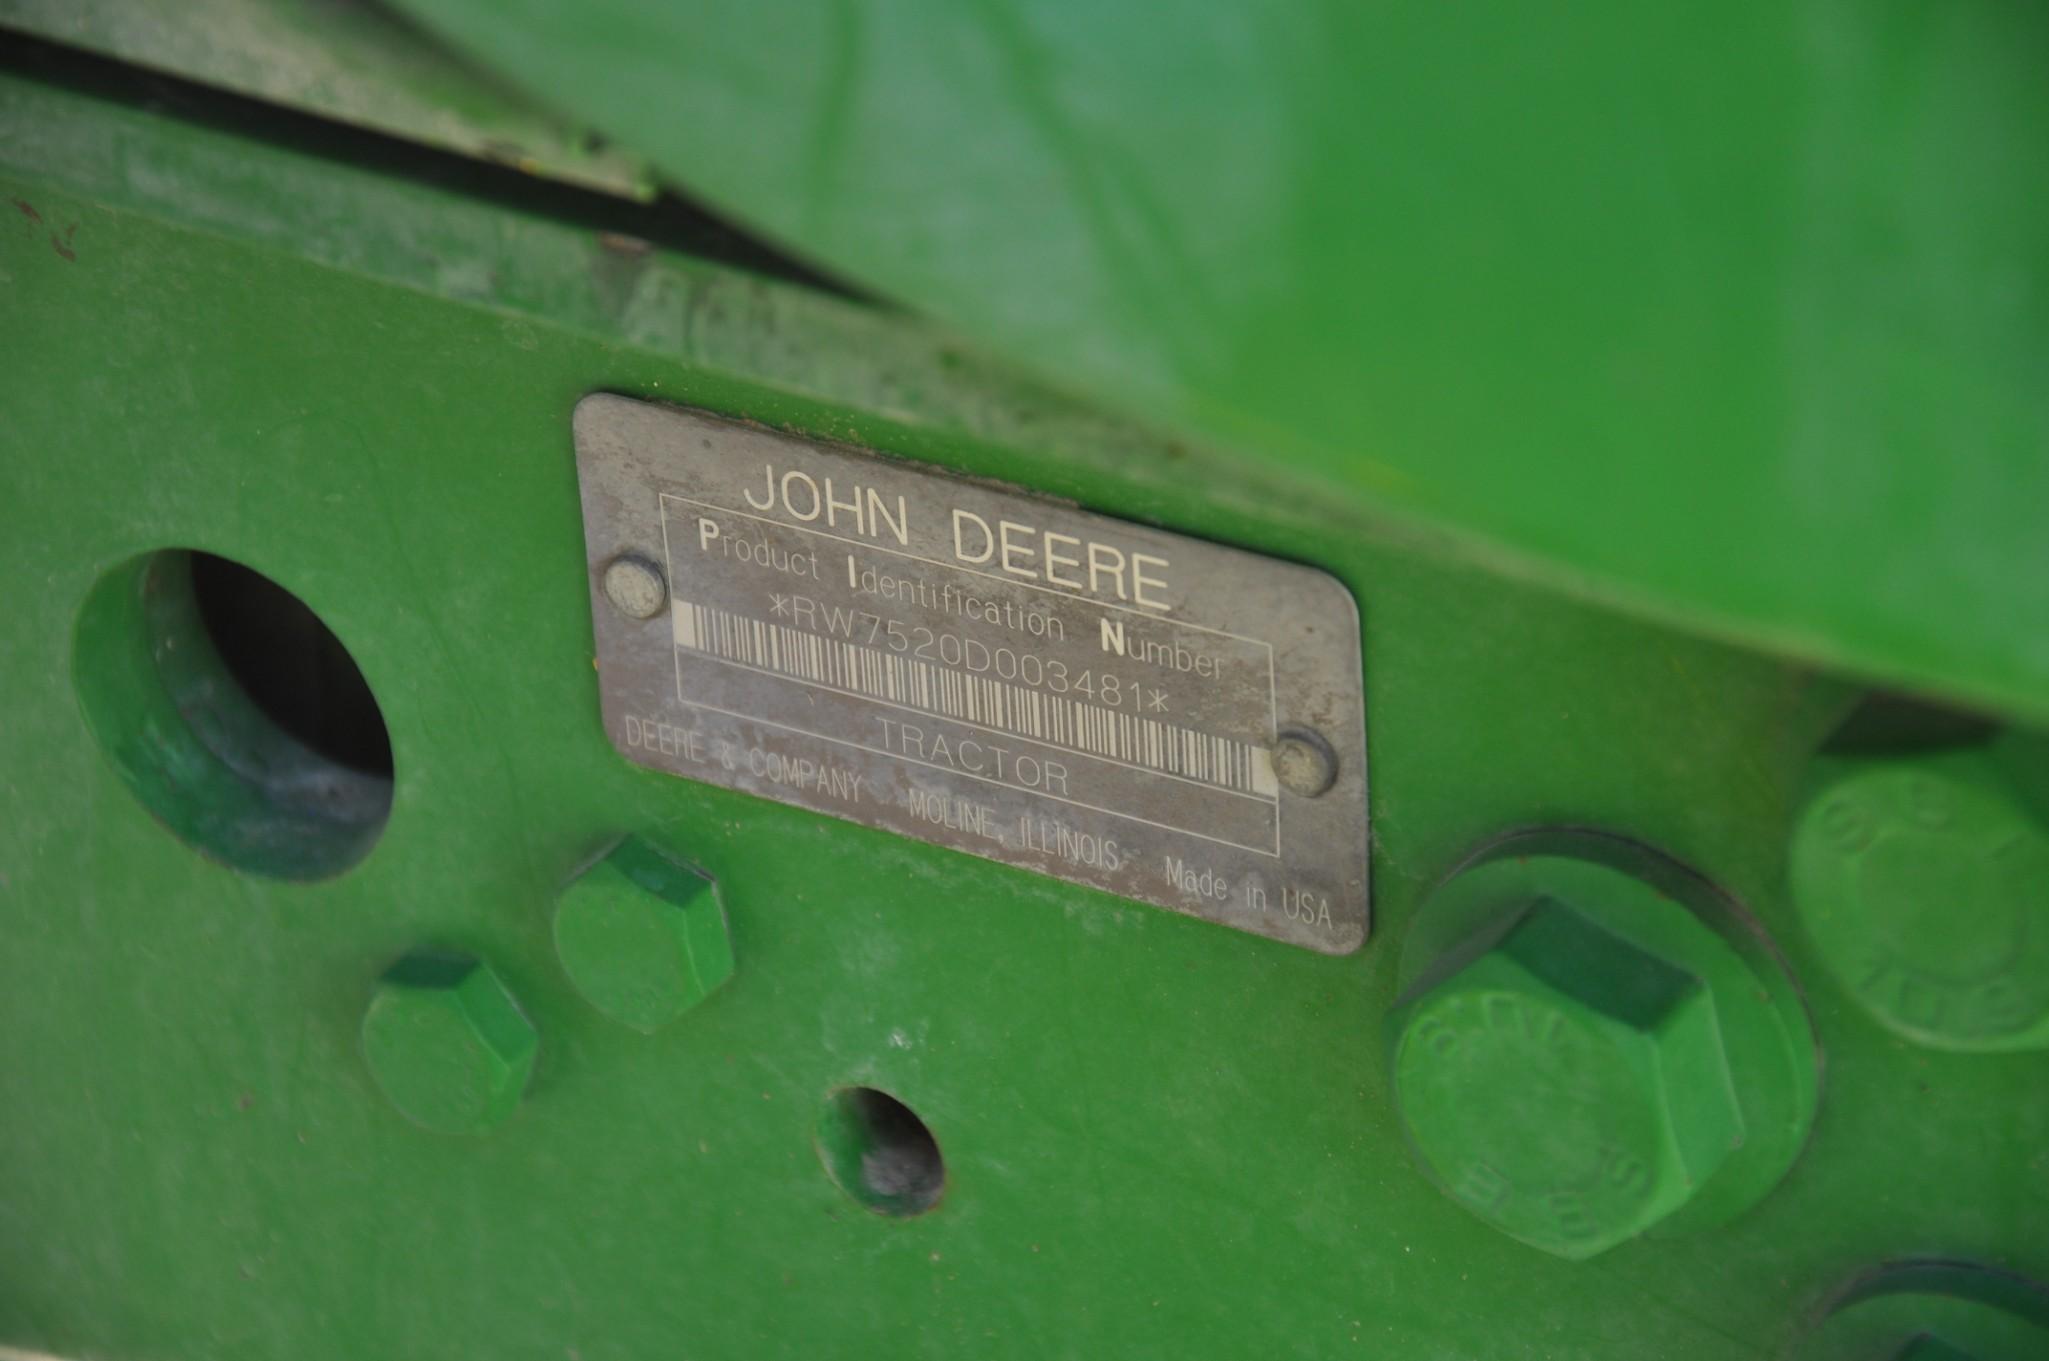 JOHN DEERE
Product Identification Number
*RW7520D003481*
TRACTOR
DEERE & COMPANY MOLINE, ILLINOIS Made in USA